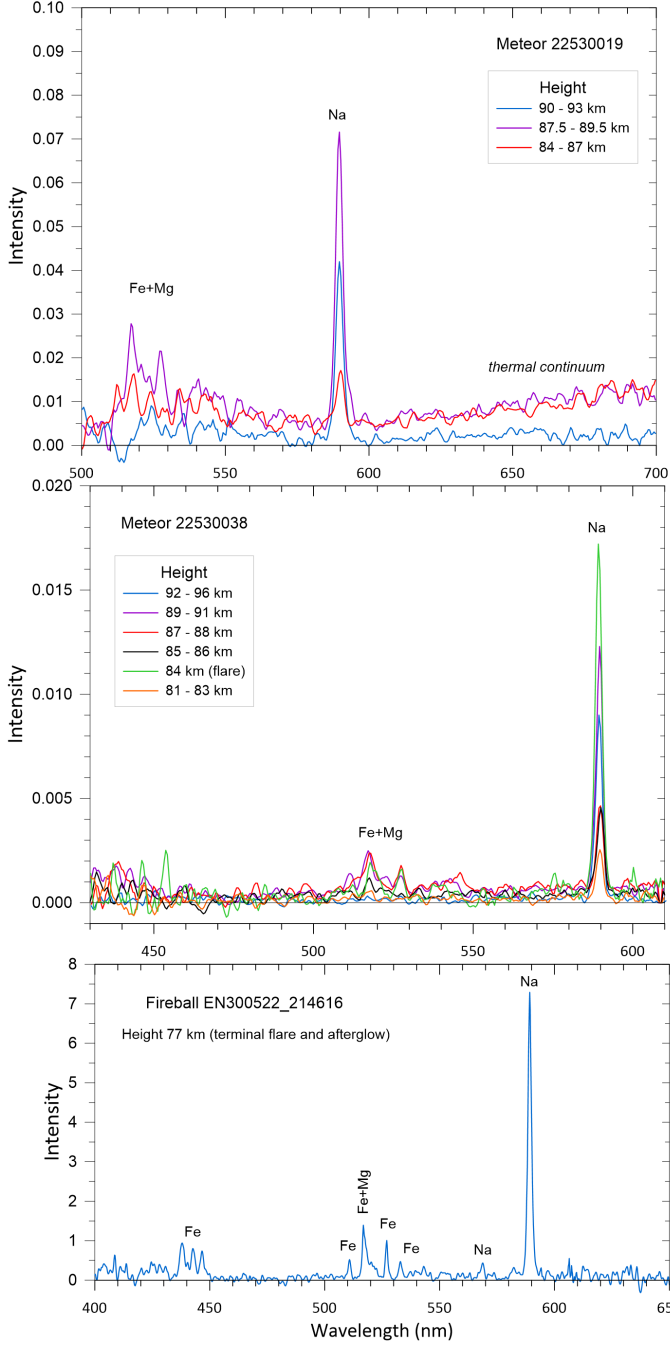 0.10
0.09
0.08
0.07
0.06
0.05
0.04
0.03
0.02
0.01
0.00
Intensity
Meteor 22530019
Height
90 - 93 km
87.5 - 89.5 km
84 - 87 km
Na
Fe+Mg
thermal continuum
500 550 600 650 700
0.020
0.015
0.010
0.005
0.000
Intensity
Meteor 22530038
Height
92 - 96 km
89 - 91 km
87 - 88 km
85 - 86 km
84 km (flare)
81 - 83 km
Na
Fe+Mg
450 500 550 600
8
7
6
5
4
3
2
1
0
Intensity
Fireball EN300522_214616
Height 77 km (terminal flare and afterglow)
Na
Fe
Fe
Fe+Mg
Fe
Fe
Na
400 450 500 550 600 65
Wavelength (nm)